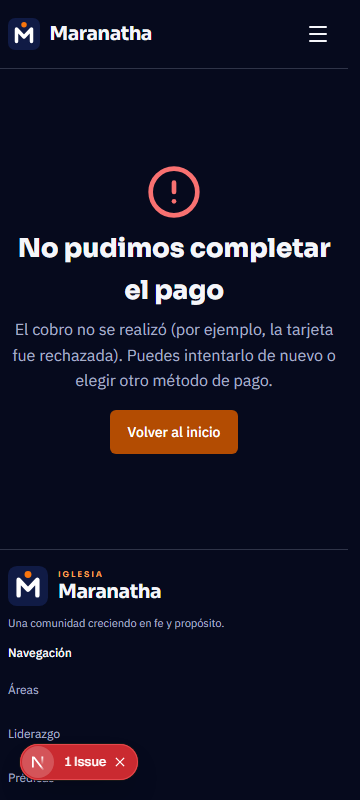 Maranatha
No pudimos completar
el pago
El cobro no se realizó (por ejemplo, la tarjeta
fue rechazada). Puedes intentarlo de nuevo o
elegir otro método de pago.
Volver al inicio
IGLESIA
Maranatha
Una comunidad creciendo en fe y propósito.
Navegación
Áreas
Liderazgo
N 1 Issue